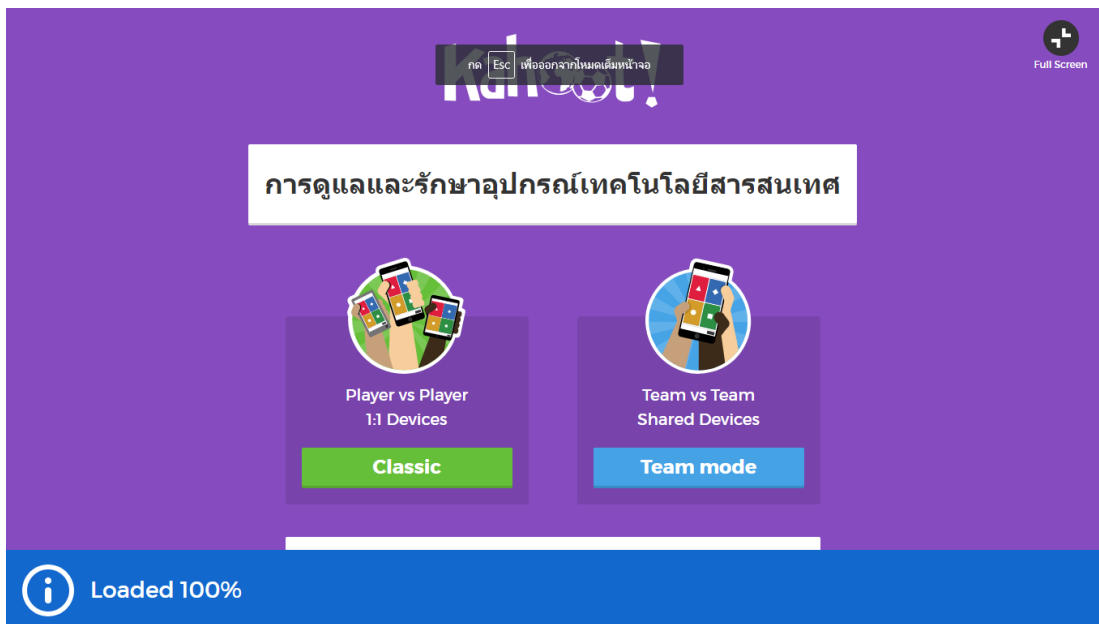 Kahoot!
กด Esc เพื่อออกจากโหมดเต็มหน้าจอ
Full Screen
การดูแลและรักษาอุปกรณ์เทคโนโลยีสารสนเทศ
Player vs Player
1:1 Devices
Classic
Team vs Team
Shared Devices
Team mode
Loaded 100%